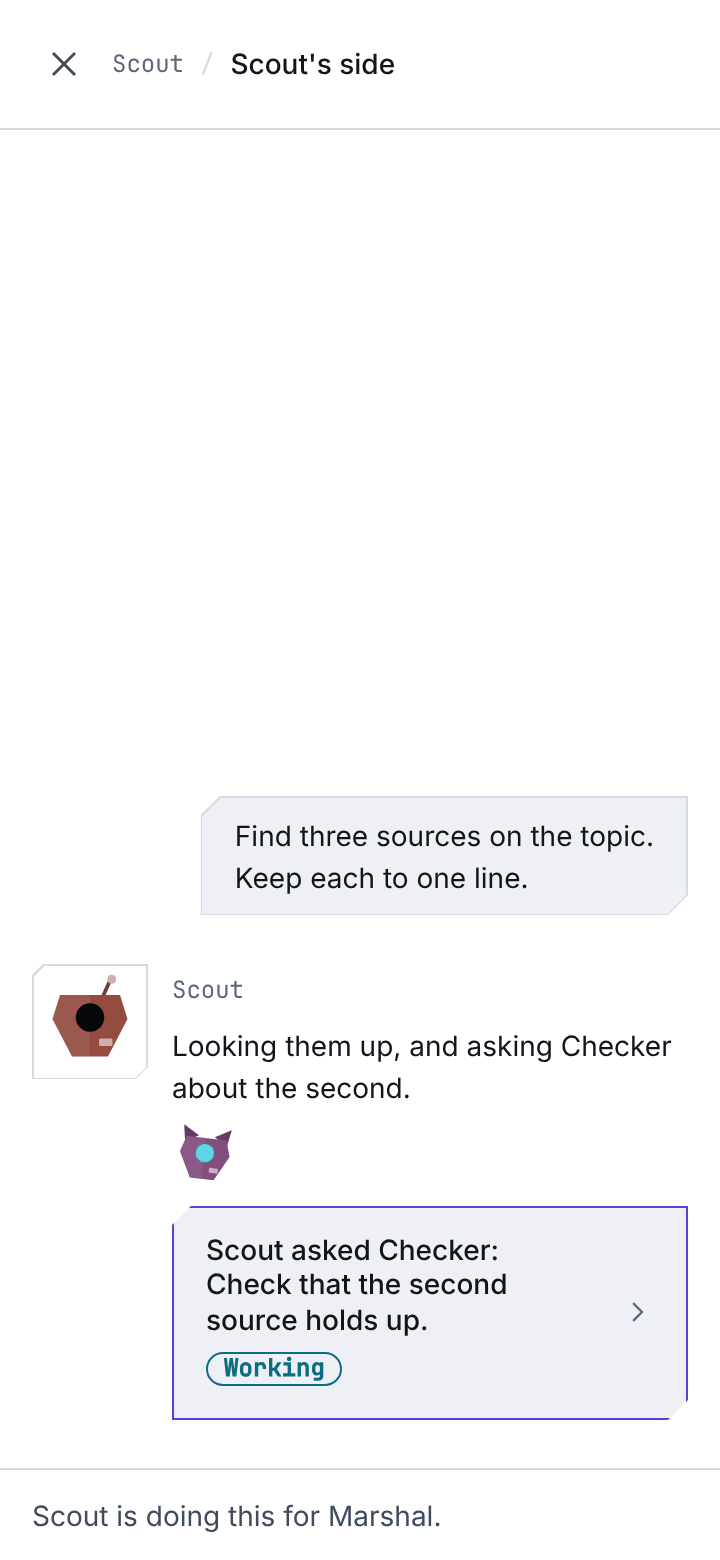 Scout / Scout's side
Find three sources on the topic.
Keep each to one line.
Scout
Looking them up, and asking Checker
about the second.
Scout asked Checker:
Check that the second
source holds up.
Working
Scout is doing this for Marshal.